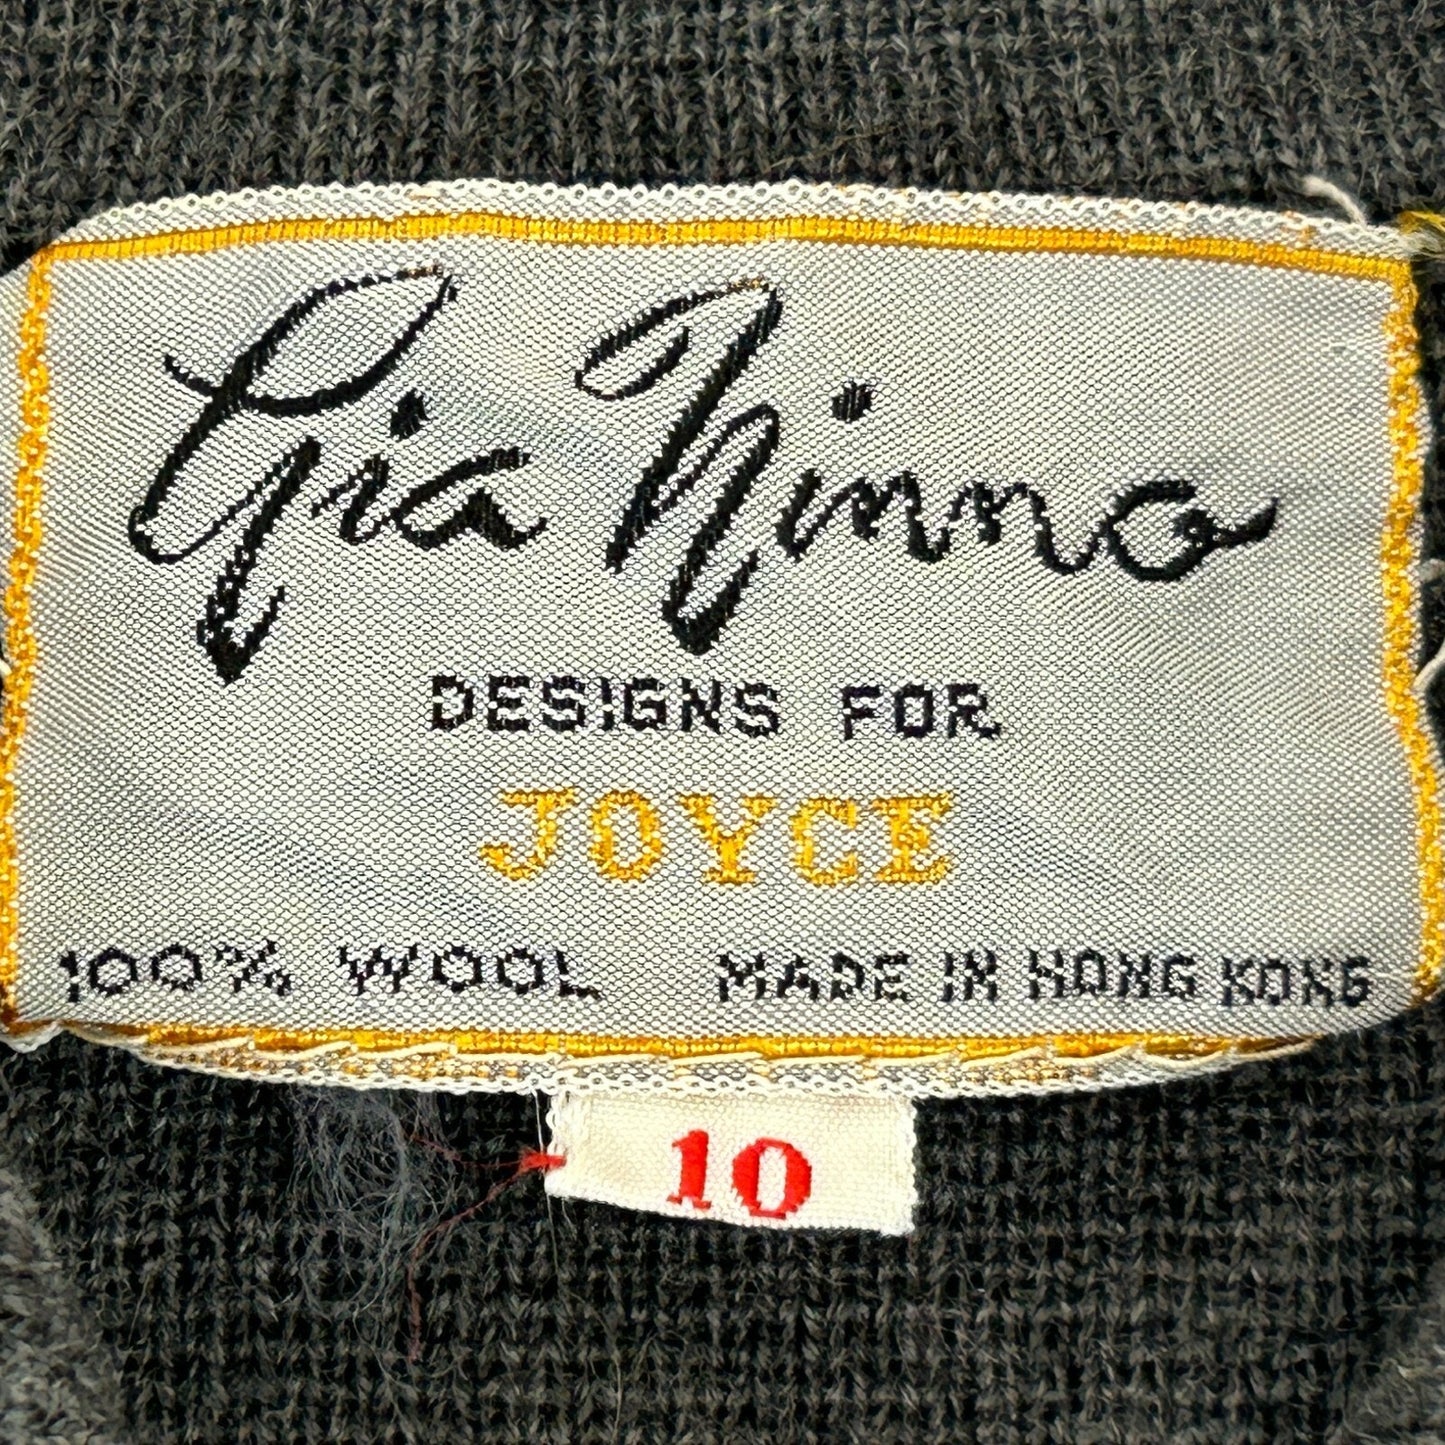 Gia Ninno
DESIGNS FOR
JOYCE
100% WOOL MADE IN HONG KONG
10